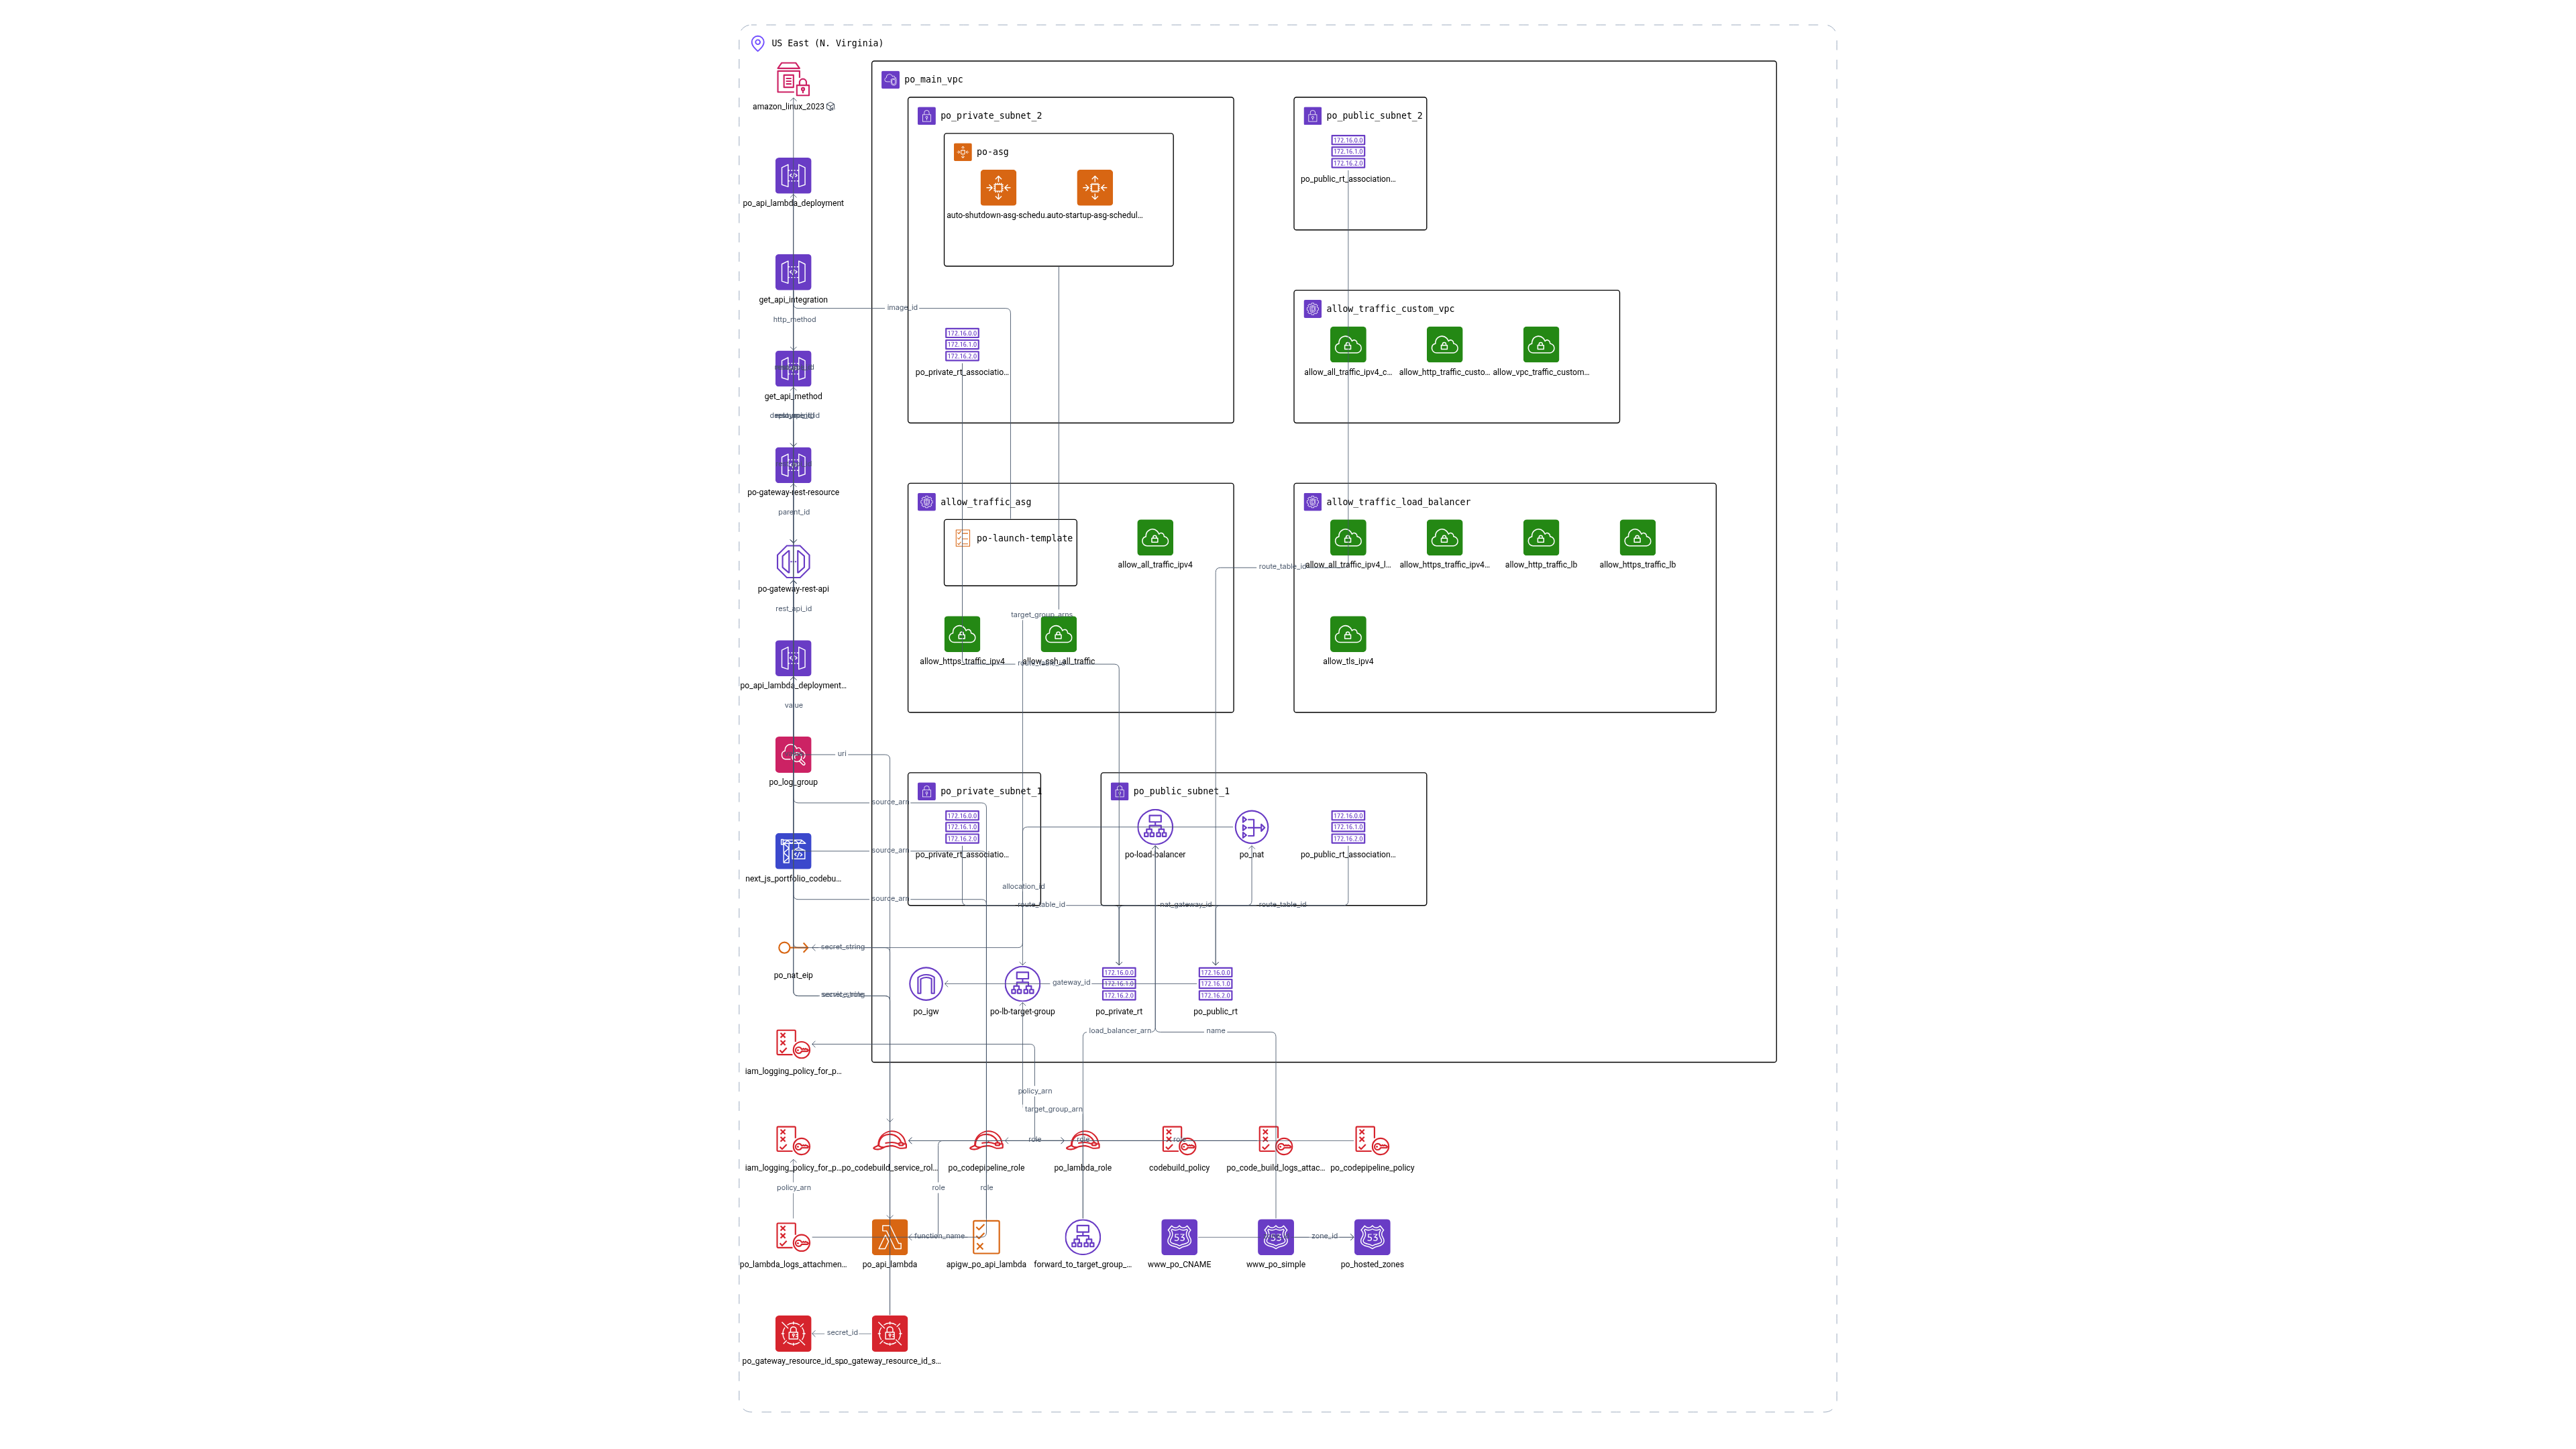 US East (N. Virginia)
amazon_linux_2023
po_api_lambda_deployment
get_api_integration
http_method
get_api_method
po-gateway-rest-resource
parent_id
po-gateway-rest-api
rest_api_id
po_api_lambda_deployment…
value
po_log_group
uri
source_arn
next_js_portfolio_codebu…
source_arn
source_arn
po_nat_eip
secret_string
iam_logging_policy_for_p…
po_main_vpc
po_private_subnet_2
po-asg
auto-shutdown-asg-schedu…
auto-startup-asg-schedul…
image_id
172.16.0.0
172.16.1.0
172.16.2.0
po_private_rt_associatio…
po_public_subnet_2
172.16.0.0
172.16.1.0
172.16.2.0
po_public_rt_association…
allow_traffic_custom_vpc
allow_all_traffic_ipv4_c…
allow_http_traffic_custo…
allow_vpc_traffic_custom…
allow_traffic_asg
po-launch-template
allow_all_traffic_ipv4
target_group_arns
allow_https_traffic_ipv4
allow_ssh_all_traffic
allow_traffic_load_balancer
route_table_id
allow_all_traffic_ipv4_l…
allow_https_traffic_ipv4…
allow_http_traffic_lb
allow_https_traffic_lb
allow_tls_ipv4
po_private_subnet_1
172.16.0.0
172.16.1.0
172.16.2.0
po_private_rt_associatio…
allocation_id
route_table_id
po_public_subnet_1
po-load-balancer
po_nat
172.16.0.0
172.16.1.0
172.16.2.0
po_public_rt_association…
nat_gateway_id
route_table_id
po_igw
po-lb-target-group
gateway_id
172.16.0.0
172.16.1.0
172.16.2.0
po_private_rt
172.16.0.0
172.16.1.0
172.16.2.0
po_public_rt
load_balancer_arn
name
policy_arn
target_group_arn
role
role
role
iam_logging_policy_for_p…
po_codebuild_service_rol…
po_codepipeline_role
po_lambda_role
codebuild_policy
po_code_build_logs_attac…
po_codepipeline_policy
policy_arn
role
role
function_name
53
53
zone_id
53
po_lambda_logs_attachmen…
po_api_lambda
apigw_po_api_lambda
forward_to_target_group_…
www_po_CNAME
www_po_simple
po_hosted_zones
secret_id
po_gateway_resource_id_s…
po_gateway_resource_id_s…